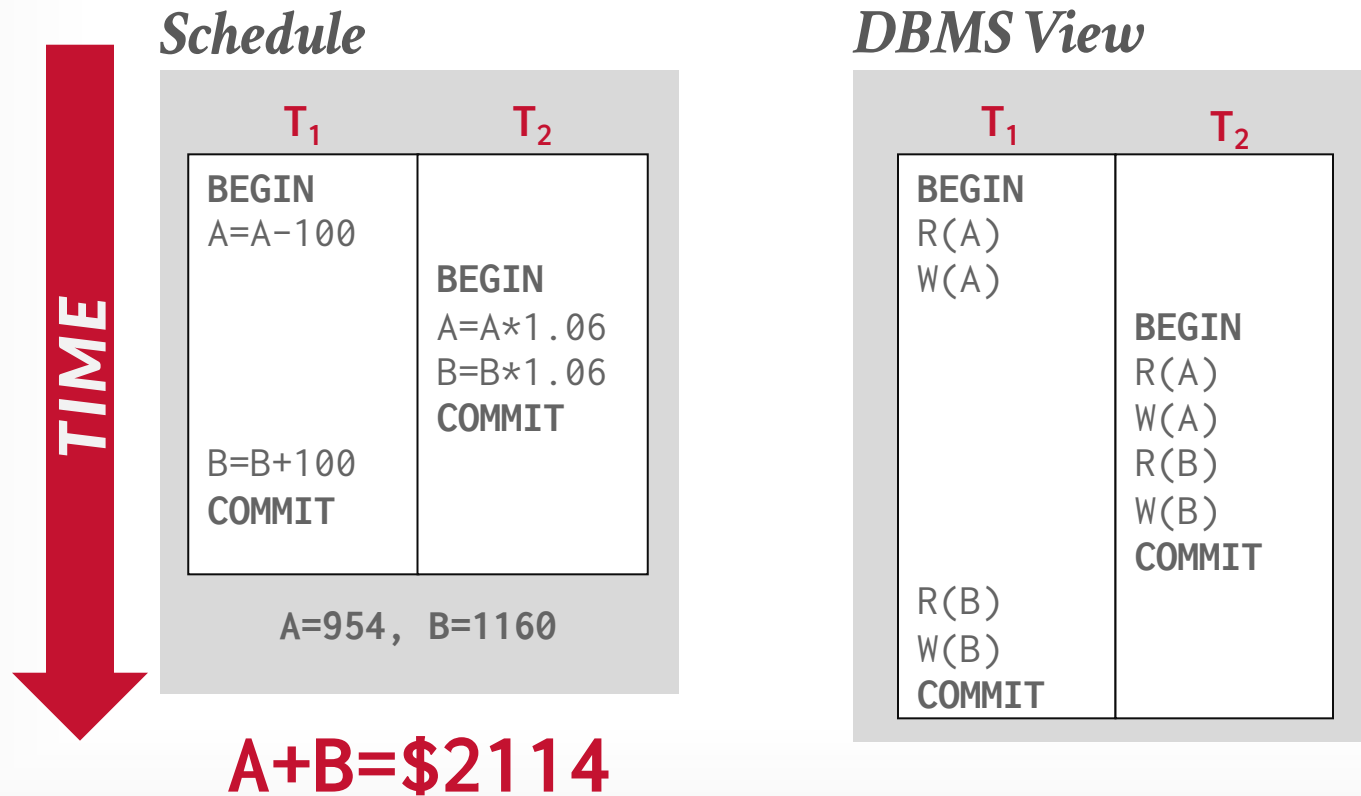 Schedule
T₁ T₂
BEGIN
A=A-100
BEGIN
A=A*1.06
B=B*1.06
COMMIT
B=B+100
COMMIT
A=954, B=1160
A+B=$2114
TIME
DBMS View
T₁ T₂
BEGIN
R(A)
W(A)
BEGIN
R(A)
W(A)
R(B)
W(B)
COMMIT
R(B)
W(B)
COMMIT